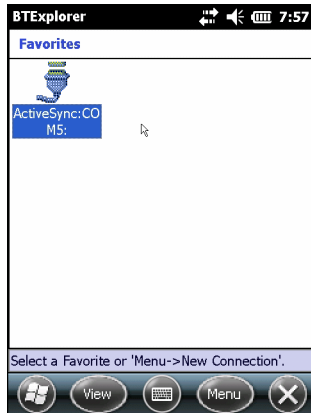 BTExplorer 7:57
Favorites
ActiveSync:CO
M5:
Select a Favorite or 'Menu->New Connection'.
View Menu